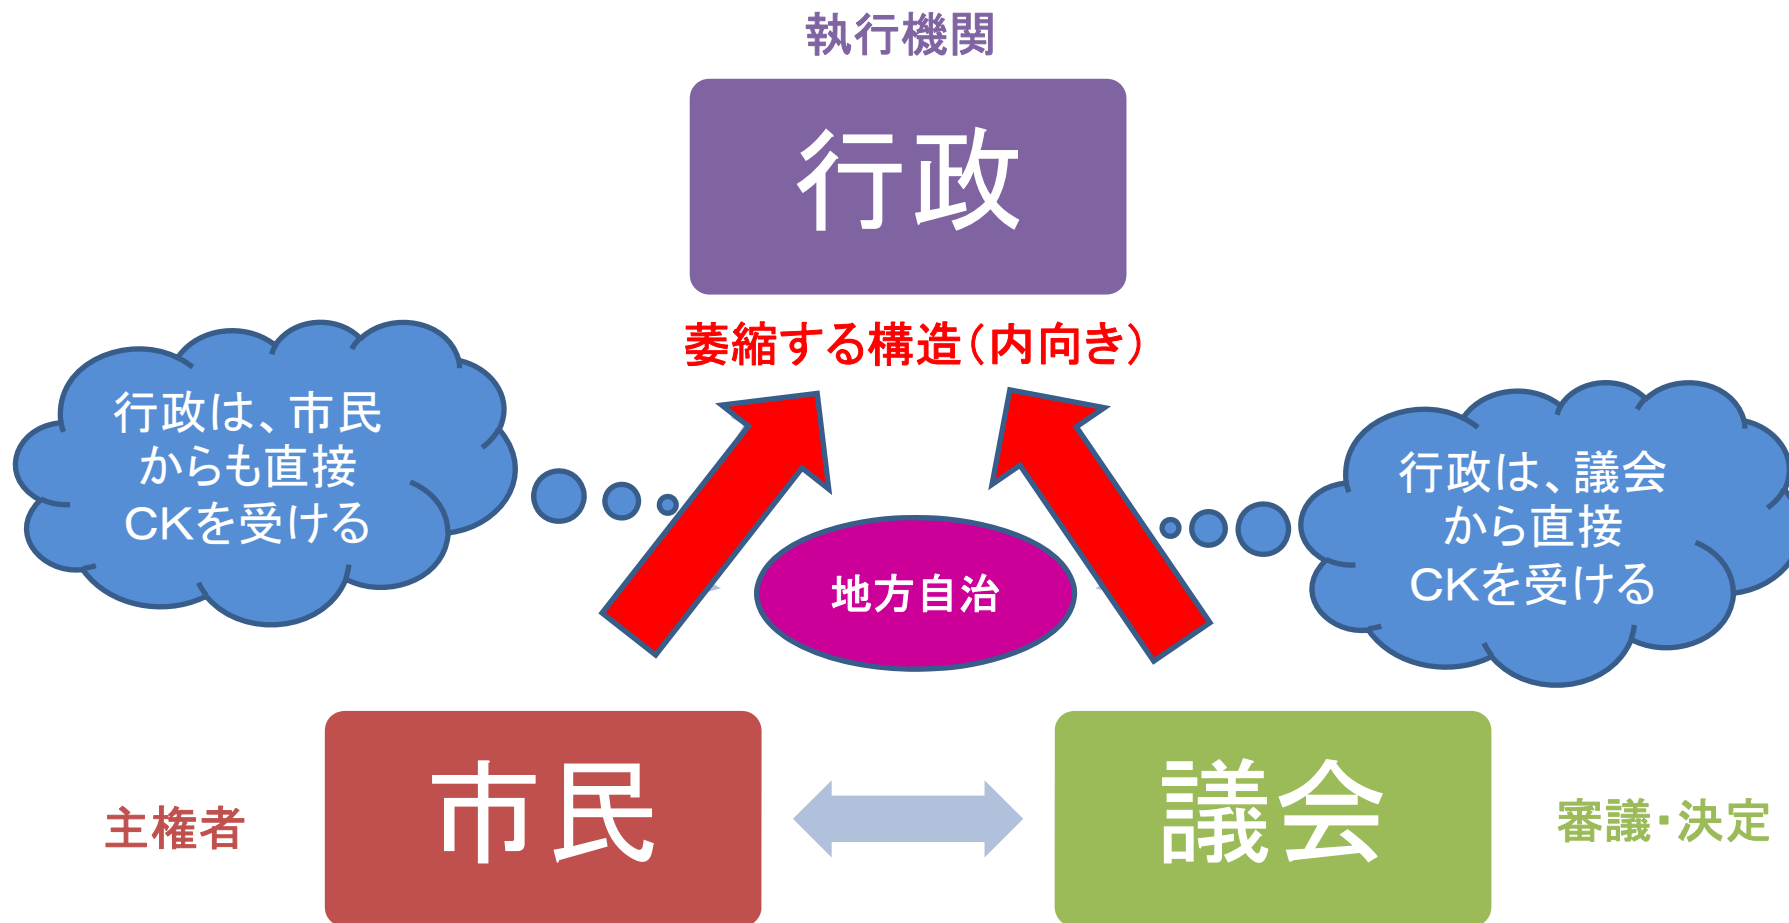 執行機関
行政
萎縮する構造(内向き)
行政は、市民
からも直接
CKを受ける
行政は、議会
から直接
CKを受ける
地方自治
主権者
市民
議会
審議・決定